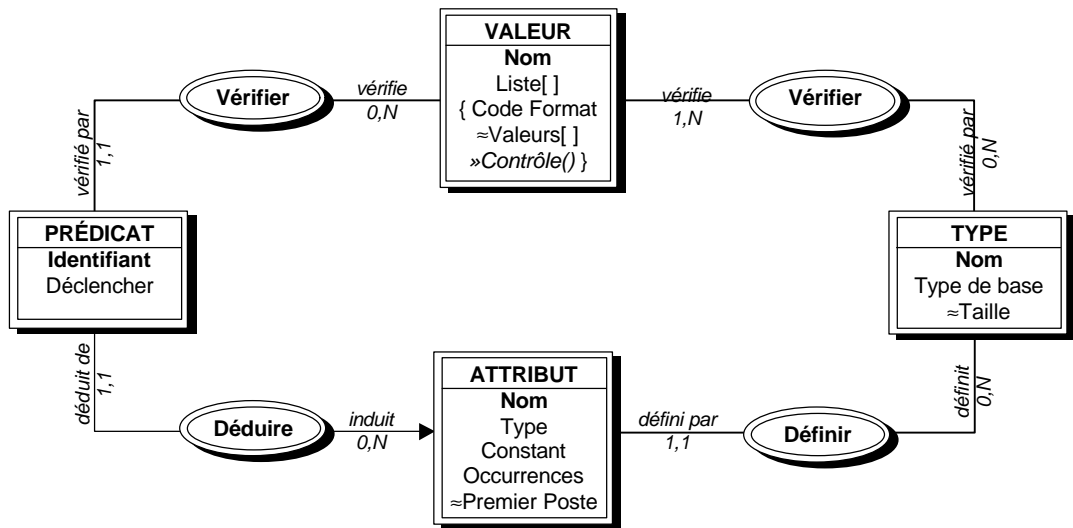 VALEUR
Nom
Liste[ ]
{ Code Format
≈Valeurs[ ]
»Contrôle() }
Vérifier
vérifie
0,N
vérifie
1,N
Vérifier
vérifié par
1,1
vérifié par
0,N
PRÉDICAT
Identifiant
Déclencher
TYPE
Nom
Type de base
≈Taille
déduit de
1,1
définit
0,N
Déduire
induit
0,N
ATTRIBUT
Nom
Type
Constant
Occurrences
≈Premier Poste
défini par
1,1
Définir